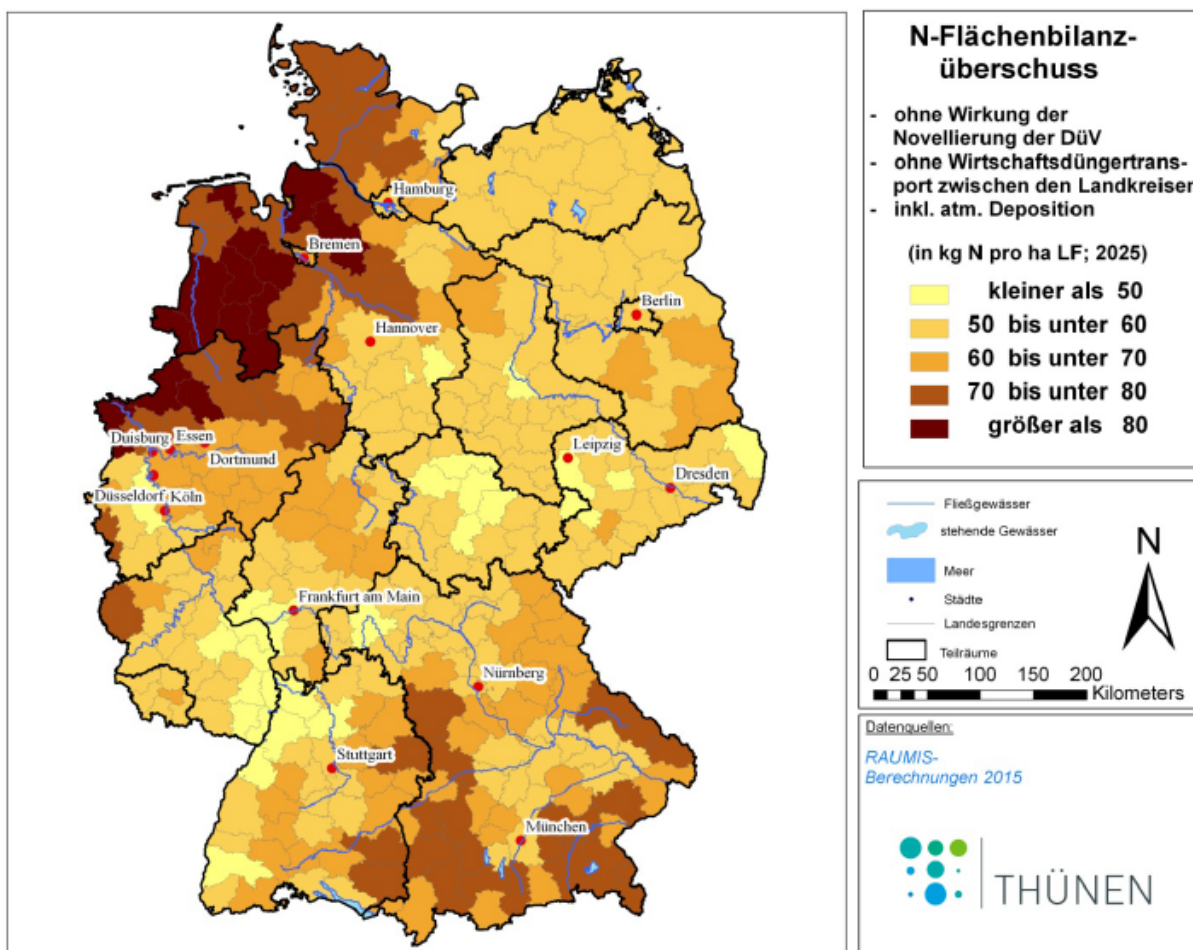 N-Flächenbilanz-
überschuss
- ohne Wirkung der
Novellierung der DüV
- ohne Wirtschaftsdüngertrans-
port zwischen den Landkreisen
- inkl. atm. Deposition
(in kg N pro ha LF; 2025)
kleiner als 50
50 bis unter 60
60 bis unter 70
70 bis unter 80
größer als 80
Hamburg
Bremen
Berlin
Hannover
Duisburg
Essen
Dortmund
Leipzig
Dresden
Düsseldorf
Köln
Frankfurt am Main
Nürnberg
Stuttgart
München
Fließgewässer
stehende Gewässer
Meer
Städte
Landesgrenzen
Teilräume
N
0 25 50 100 150 200
Kilometers
Datenquellen:
RAUMIS-
Berechnungen 2015
THÜNEN